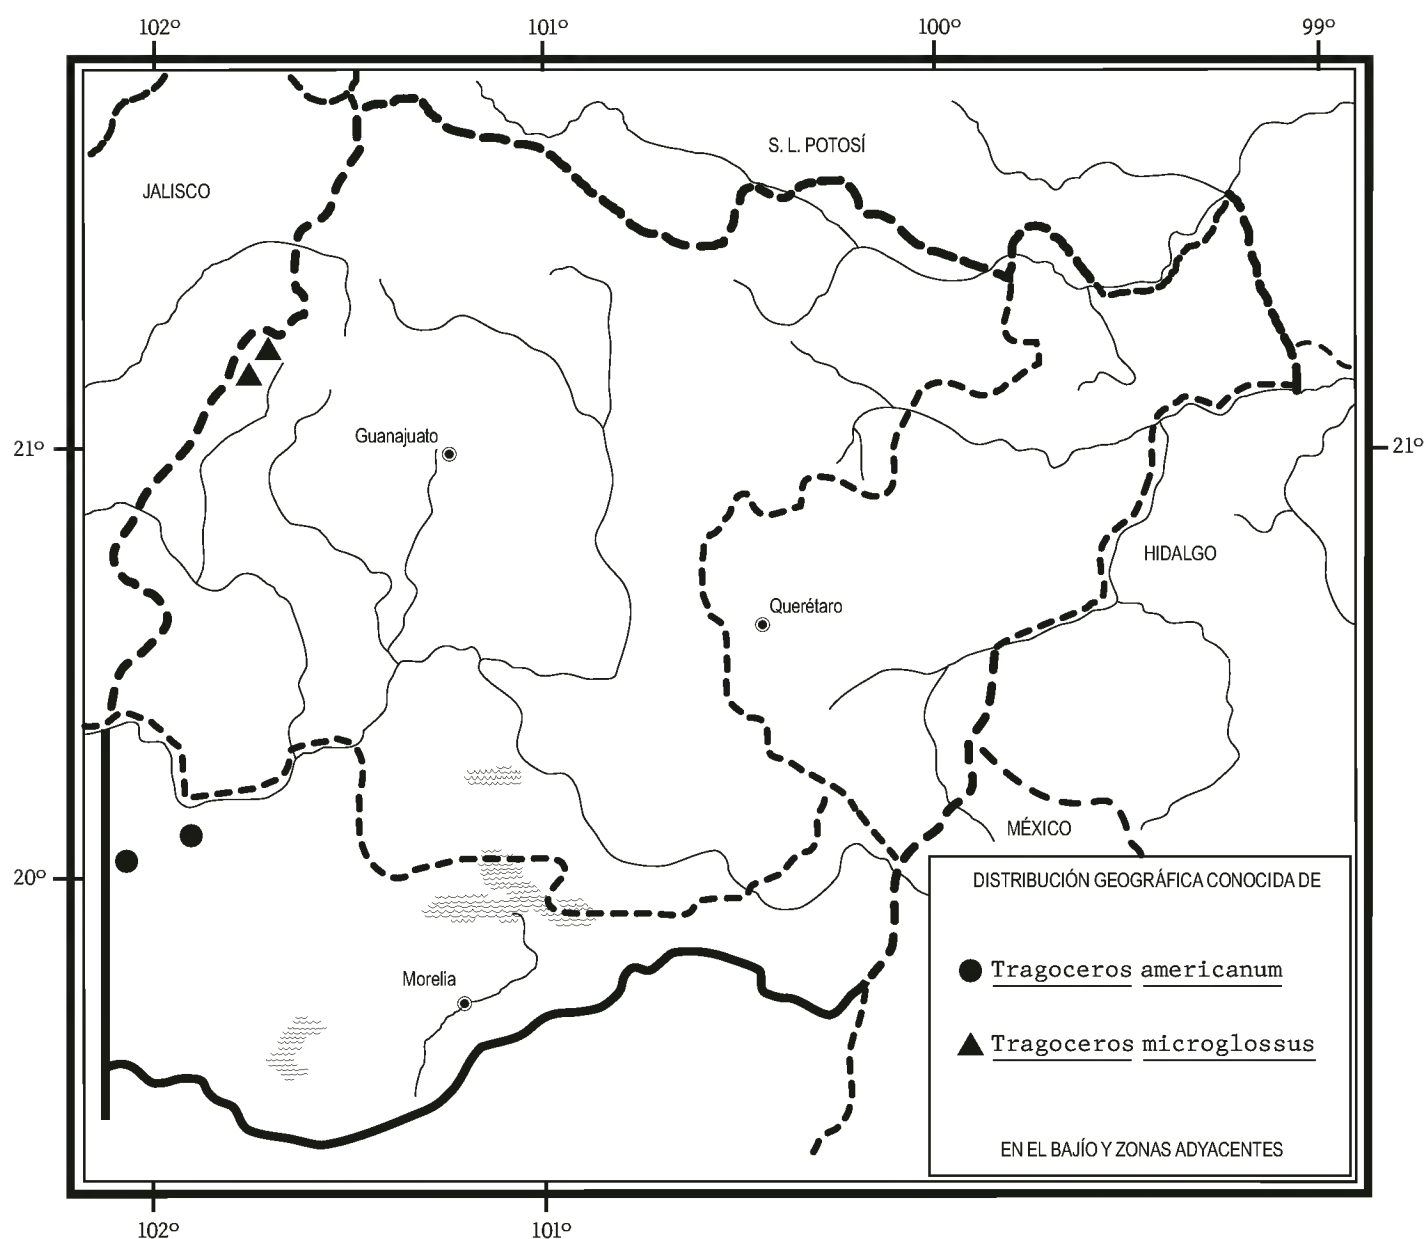 102° 101° 100° 99°
S. L. POTOSÍ
JALISCO
Guanajuato
21° 21°
HIDALGO
Querétaro
MÉXICO
20°
DISTRIBUCIÓN GEOGRÁFICA CONOCIDA DE
Tragoceros americanum
Morelia
Tragoceros microglossus
EN EL BAJÍO Y ZONAS ADYACENTES
102° 101°